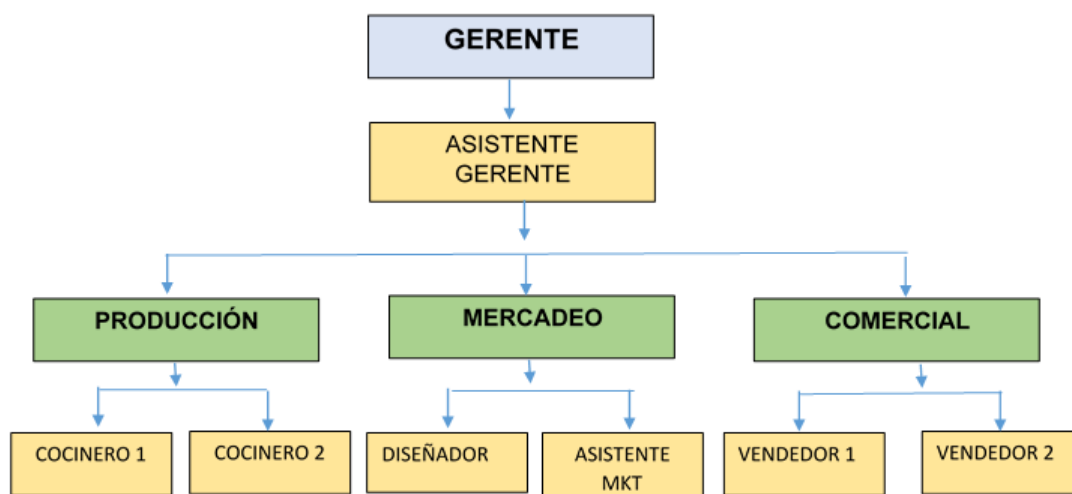 GERENTE
ASISTENTE
GERENTE
PRODUCCIÓN
MERCADEO
COMERCIAL
COCINERO 1
COCINERO 2
DISEÑADOR
ASISTENTE
MKT
VENDEDOR 1
VENDEDOR 2